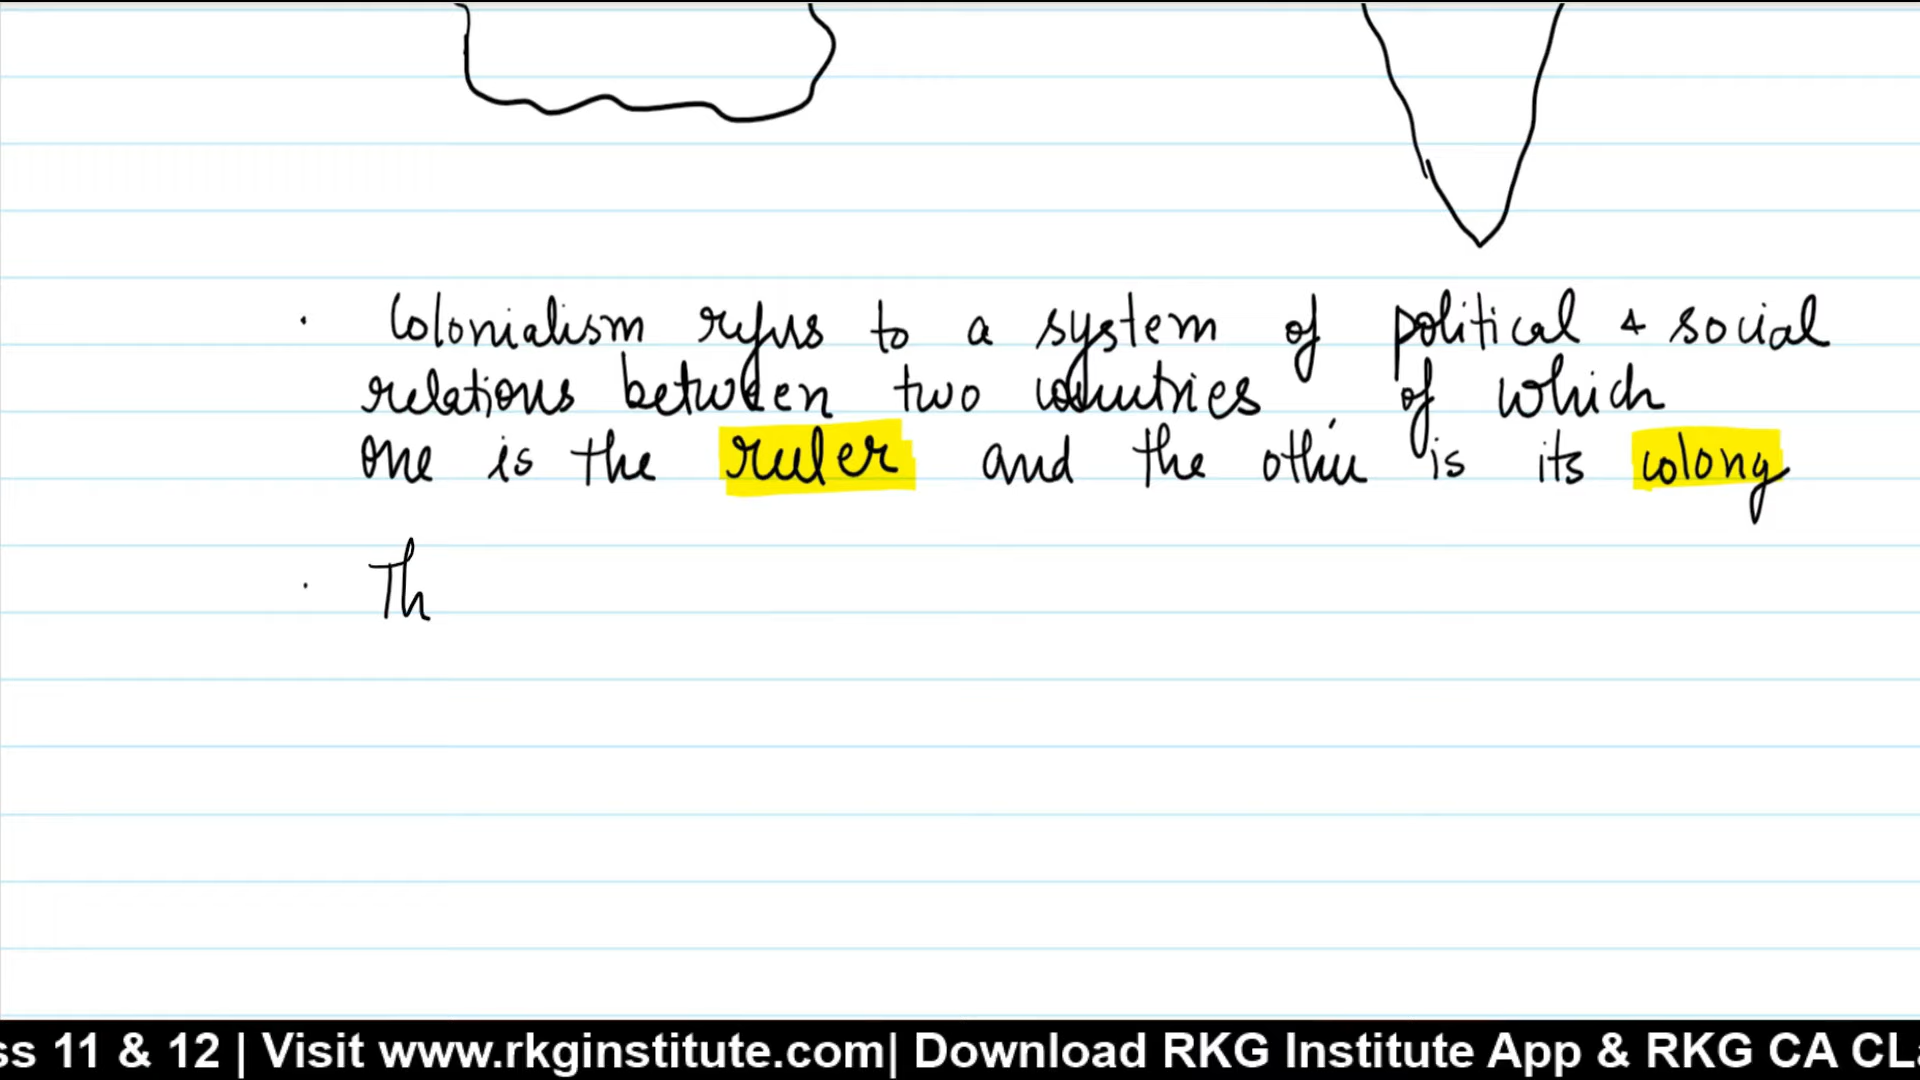 · Colonialism refers to a system of political & social
relations between two countries of which
one is the ruler and the other is its colony
· Th
ss 11 & 12 | Visit www.rkginstitute.com| Download RKG Institute App & RKG CA CLa